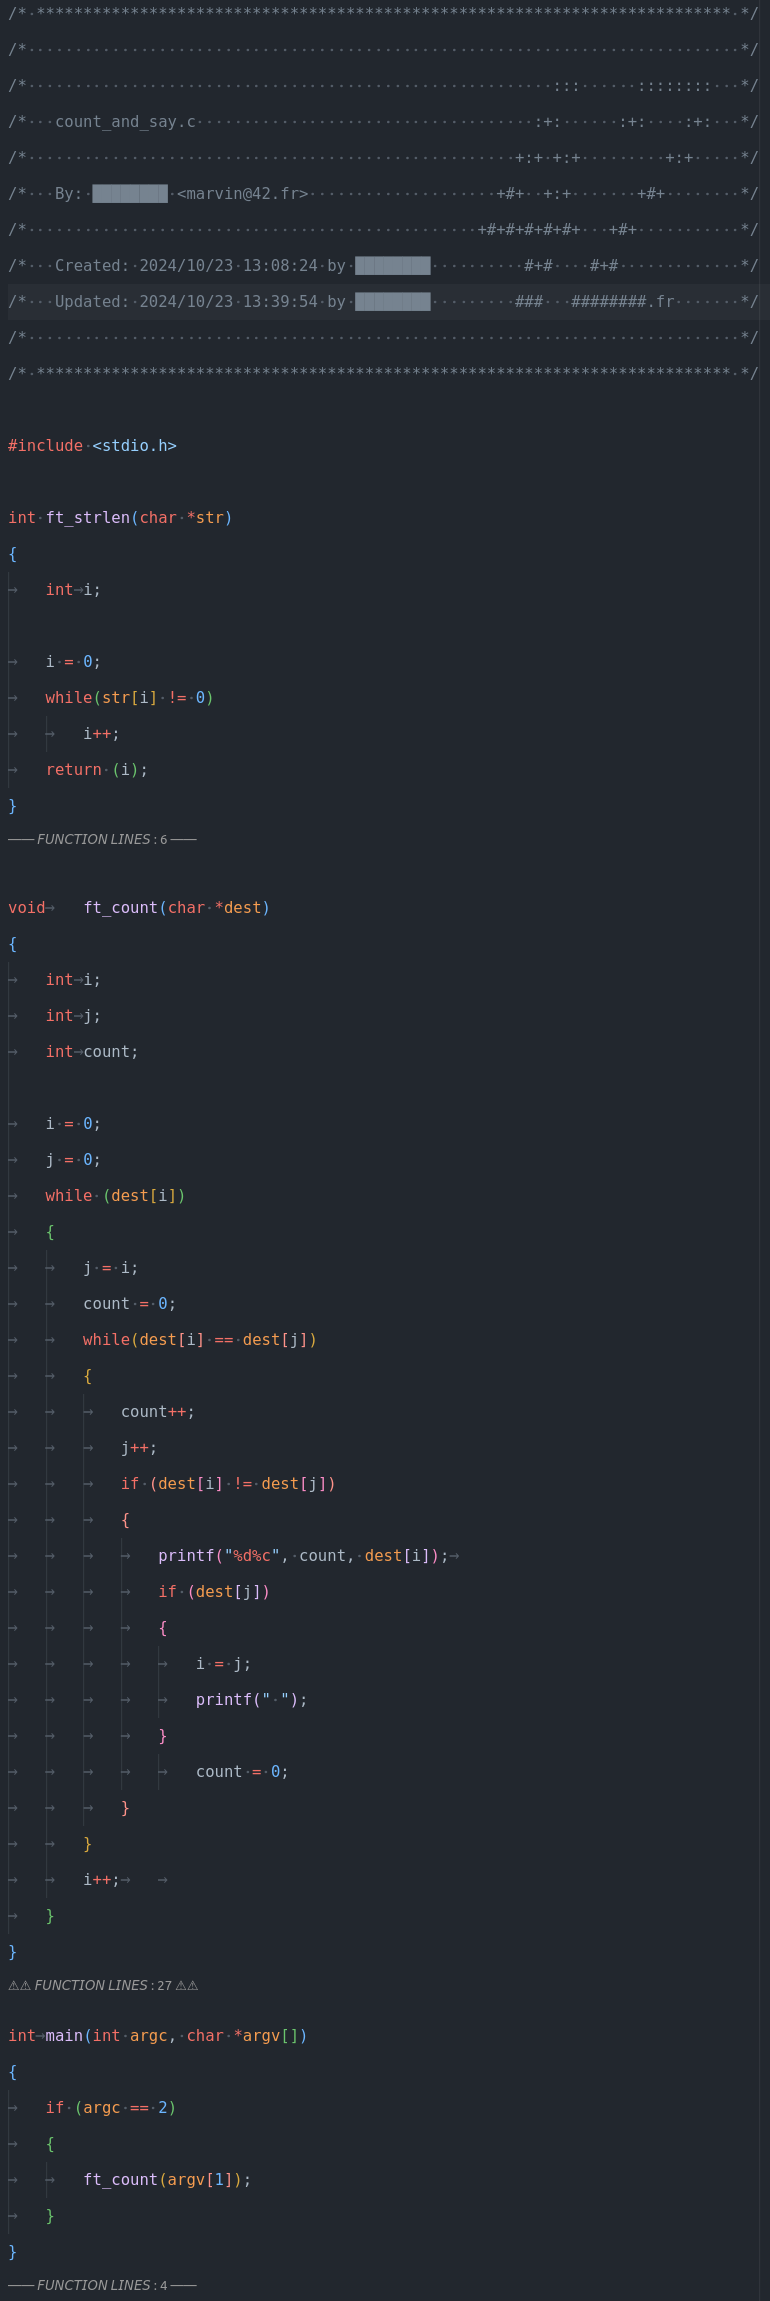 /* ************************************************************************** */
/*                                                                            */
/*                                                        :::      ::::::::   */
/*   count_and_say.c                                    :+:      :+:    :+:   */
/*                                                    +:+ +:+         +:+     */
/*   By: ████████ <marvin@42.fr>                    +#+  +:+       +#+        */
/*                                                +#+#+#+#+#+   +#+           */
/*   Created: 2024/10/23 13:08:24 by ████████          #+#    #+#             */
/*   Updated: 2024/10/23 13:39:54 by ████████         ###   ########.fr       */
/*                                                                            */
/* ************************************************************************** */
#include <stdio.h>
int ft_strlen(char *str)
{
	int	i;
	i = 0;
	while(str[i] != 0)
		i++;
	return (i);
}
—— FUNCTION LINES : 6 ——
void	ft_count(char *dest)
{
	int	i;
	int	j;
	int	count;
	i = 0;
	j = 0;
	while (dest[i])
	{
		j = i;
		count = 0;
		while(dest[i] == dest[j])
		{
			count++;
			j++;
			if (dest[i] != dest[j])
			{
				printf("%d%c", count, dest[i]);
				if (dest[j])
				{
					i = j;
					printf(" ");
				}
					count = 0;
			}
		}
		i++;
	}
}
⚠⚠ FUNCTION LINES : 27 ⚠⚠
int	main(int argc, char *argv[])
{
	if (argc == 2)
	{
		ft_count(argv[1]);
	}
}
—— FUNCTION LINES : 4 ——